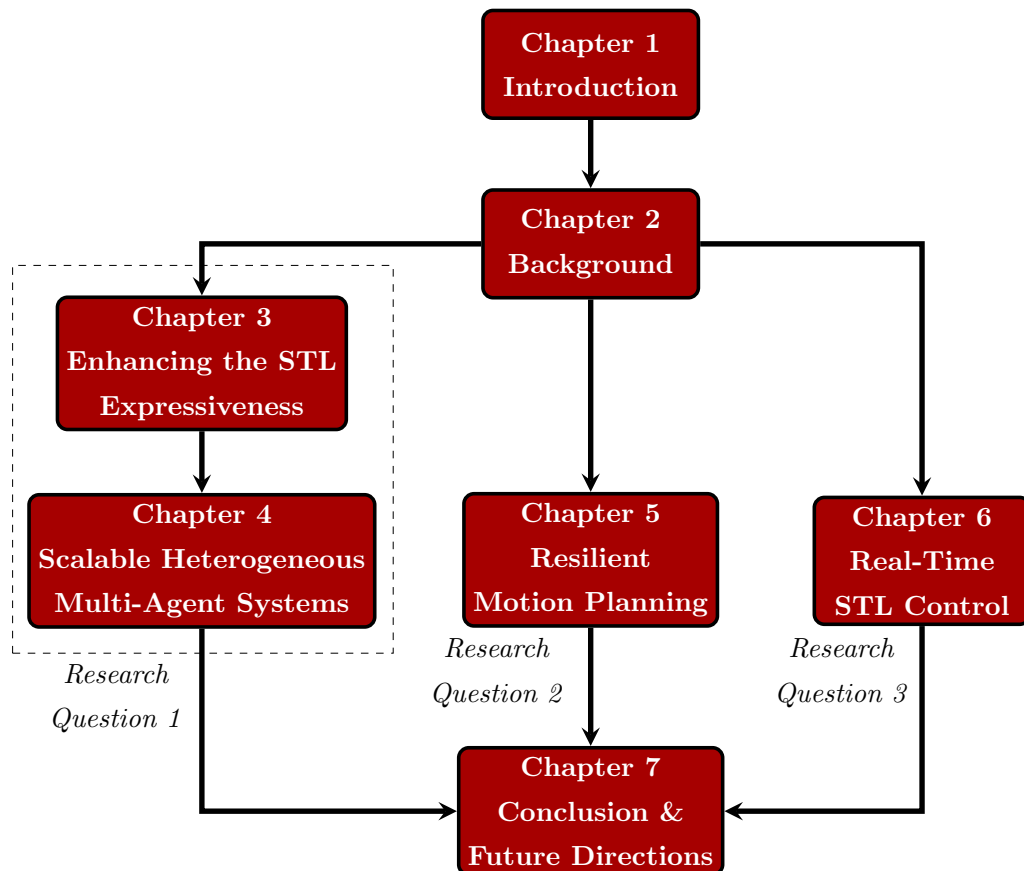 Chapter 1
Introduction
Chapter 2
Background
Chapter 3
Enhancing the STL
Expressiveness
Chapter 4
Scalable Heterogeneous
Multi-Agent Systems
Research
Question 1
Chapter 5
Resilient
Motion Planning
Research
Question 2
Chapter 6
Real-Time
STL Control
Research
Question 3
Chapter 7
Conclusion &
Future Directions